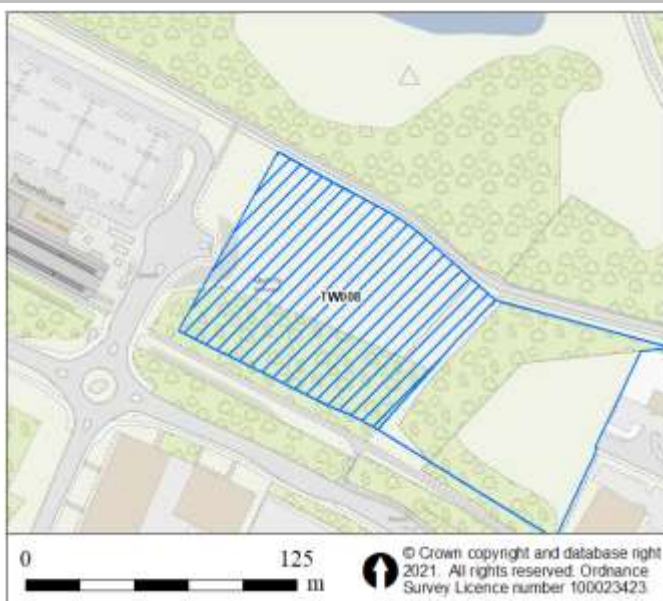 TW008
0
125
m
© Crown copyright and database right
2021. All rights reserved. Ordnance
Survey Licence number 100023423